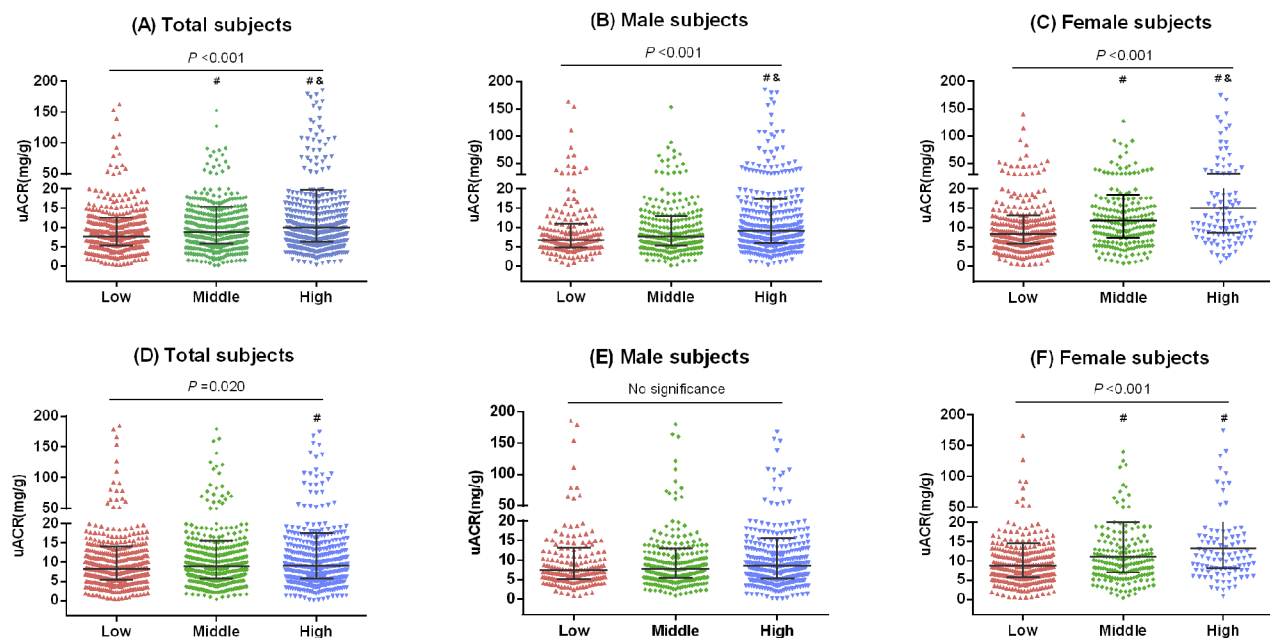 (A) Total subjects
P <0.001
# # &
200
150
100
50
20
15
10
5
0
uACR(mg/g)
Low Middle High
(B) Male subjects
P <0.001
# &
200
150
100
50
20
15
10
5
0
uACR(mg/g)
Low Middle High
(C) Female subjects
P <0.001
# # &
200
150
100
50
20
15
10
5
0
uACR(mg/g)
Low Middle High
(D) Total subjects
P =0.020
#
200
150
100
50
20
15
10
5
0
uACR(mg/g)
Low Middle High
(E) Male subjects
No significance
200
150
100
50
20
15
10
5
0
uACR(mg/g)
Low Middle High
(F) Female subjects
P <0.001
# #
200
150
100
50
20
15
10
5
0
uACR(mg/g)
Low Middle High